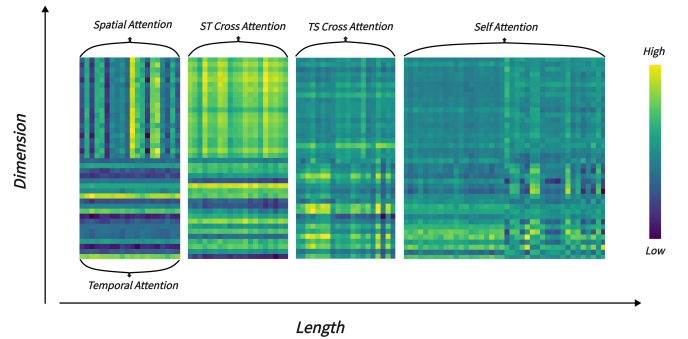 Spatial Attention
ST Cross Attention
TS Cross Attention
Self Attention
High
Dimension
Low
Temporal Attention
Length